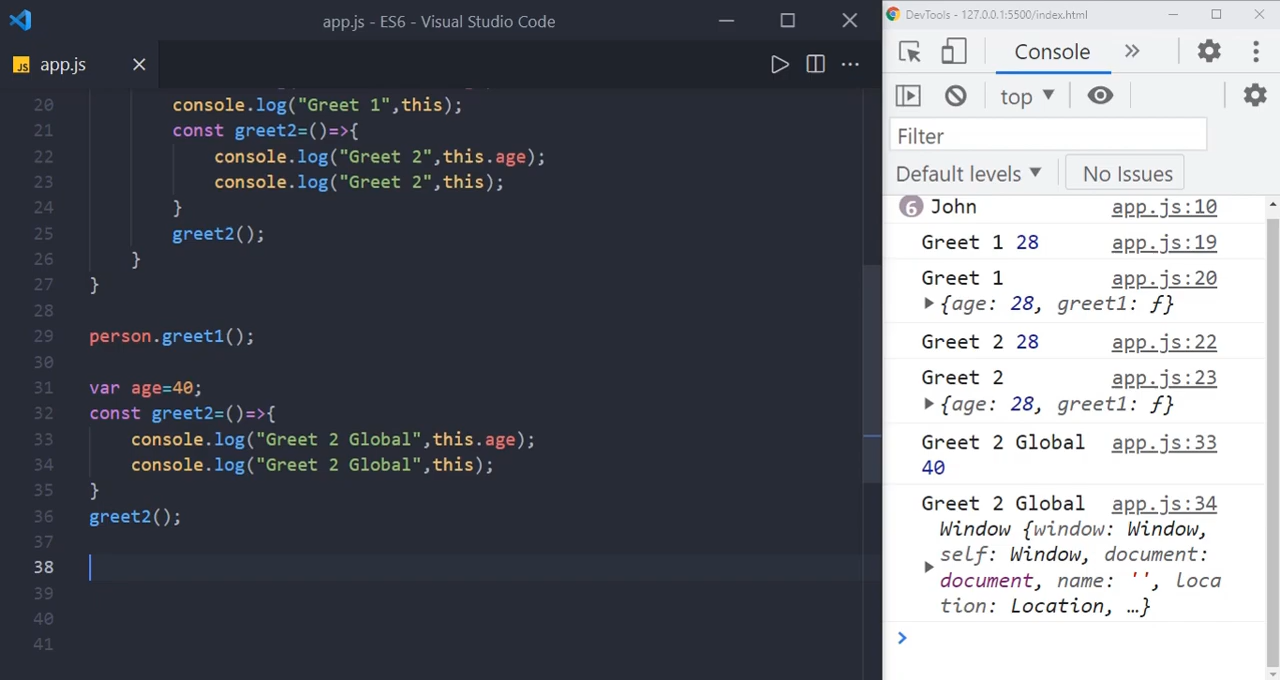 app.js - ES6 - Visual Studio Code
JS app.js
20 console.log("Greet 1",this);
21 const greet2=()=>{
22 console.log("Greet 2",this.age);
23 console.log("Greet 2",this);
24 }
25 greet2();
26 }
27 }
28
29 person.greet1();
30
31 var age=40;
32 const greet2=()=>{
33 console.log("Greet 2 Global",this.age);
34 console.log("Greet 2 Global",this);
35 }
36 greet2();
37
38
39
40
41
DevTools - 127.0.0.1:5500/index.html
Console
top
Filter
Default levels No Issues
6 John app.js:10
Greet 1 28 app.js:19
Greet 1 app.js:20
{age: 28, greet1: ƒ}
Greet 2 28 app.js:22
Greet 2 app.js:23
{age: 28, greet1: ƒ}
Greet 2 Global app.js:33
40
Greet 2 Global app.js:34
Window {window: Window,
self: Window, document:
document, name: '', loca
tion: Location, …}